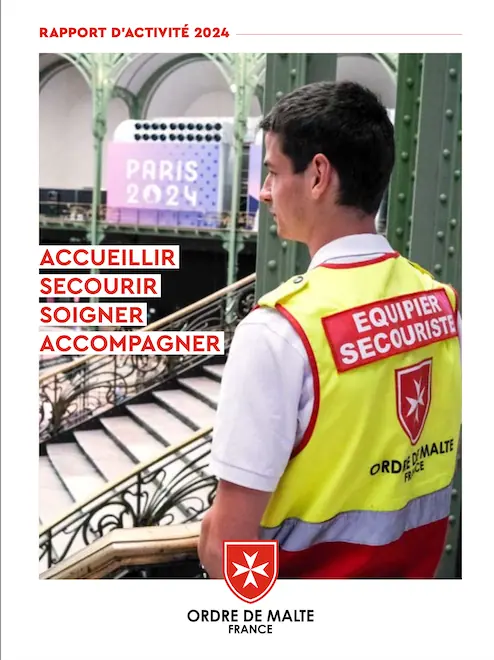 RAPPORT D'ACTIVITÉ 2024
PARIS
2024
ACCUEILLIR
SECOURIR
SOIGNER
ACCOMPAGNER
EQUIPIER
SECOURISTE
ORDRE DE MALTE
FRANCE
ORDRE DE MALTE
FRANCE